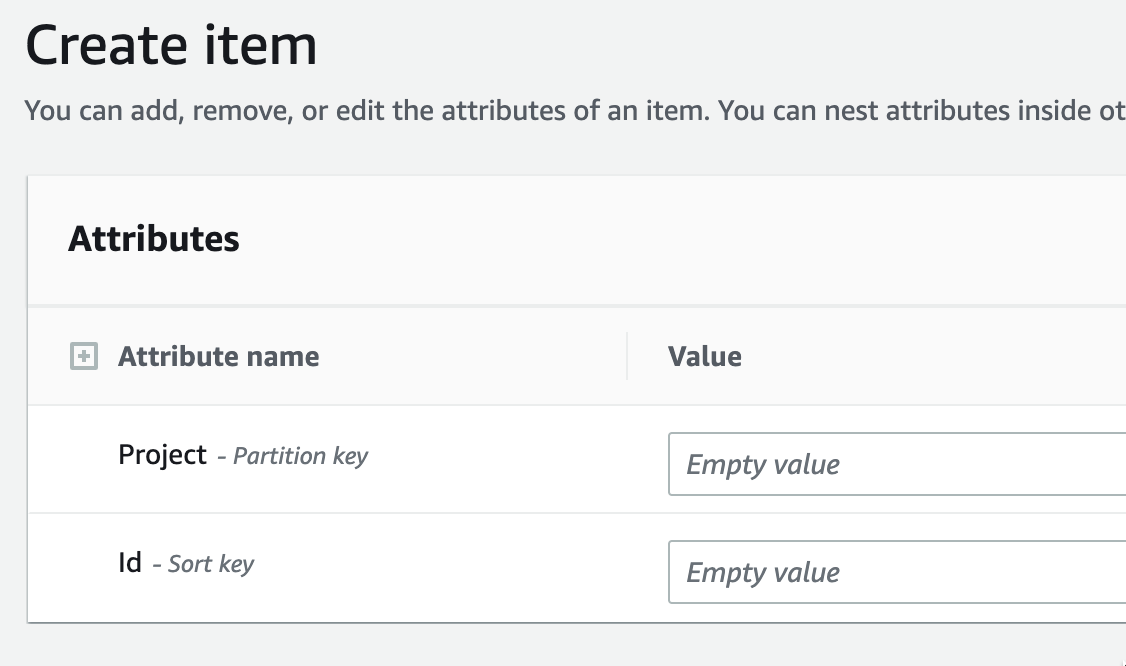 Create item
You can add, remove, or edit the attributes of an item. You can nest attributes inside ot
Attributes
Attribute name
Value
Project - Partition key
Empty value
Id - Sort key
Empty value